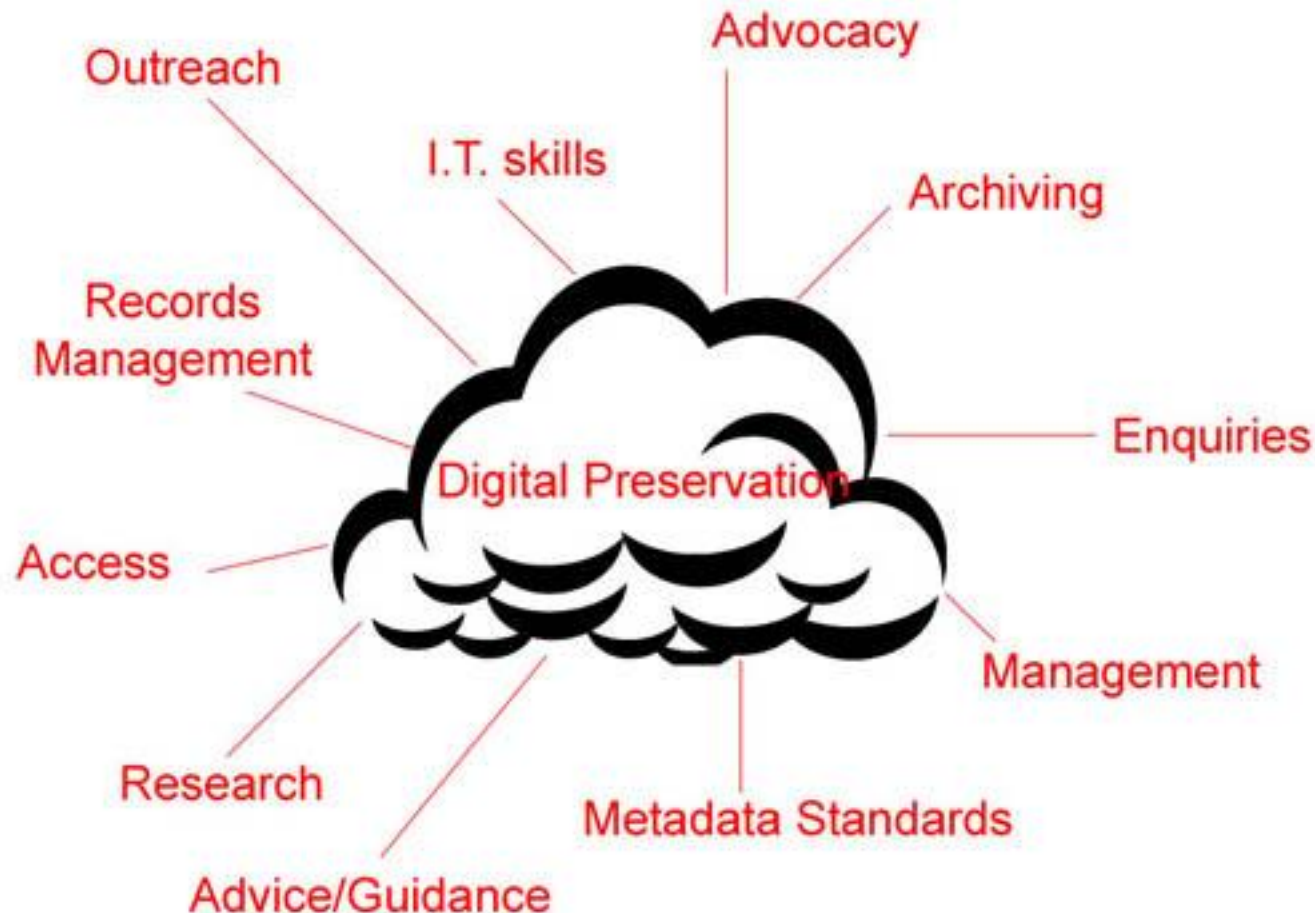 Advocacy
Outreach
I.T. skills
Archiving
Records
Management
Enquiries
Digital Preservation
Access
Management
Research
Metadata Standards
Advice/Guidance